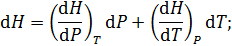 dH = (dH/dP)_T dP + (dH/dT)_P dT;